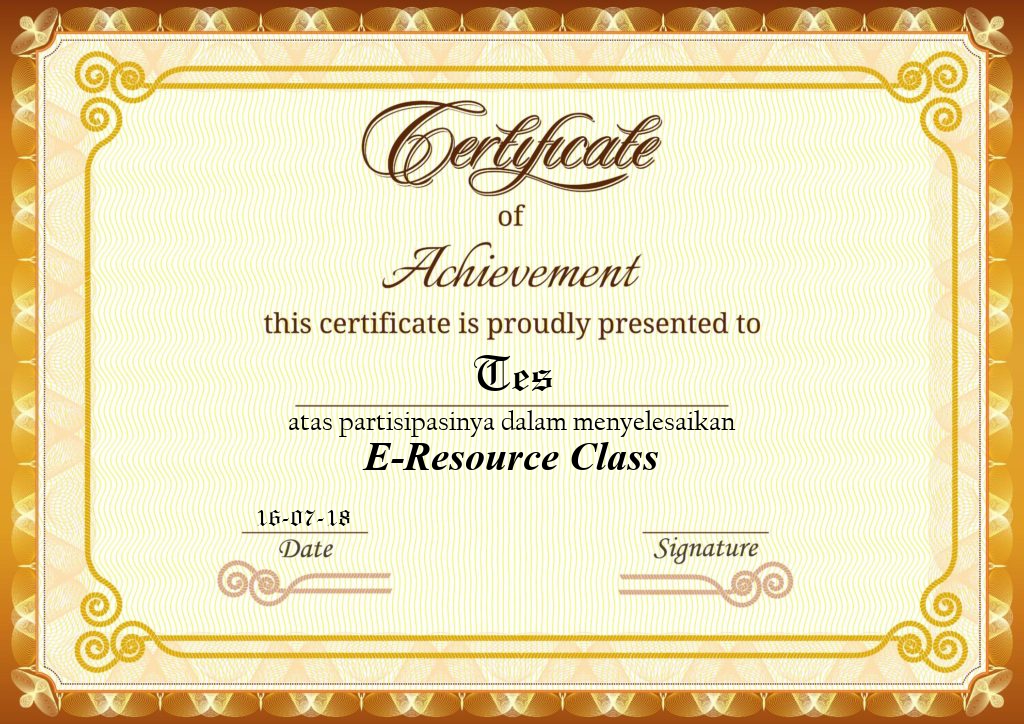 Certificate
of
Achievement
this certificate is proudly presented to
Tes
atas partisipasinya dalam menyelesaikan
E-Resource Class
16-07-18
Date
Signature